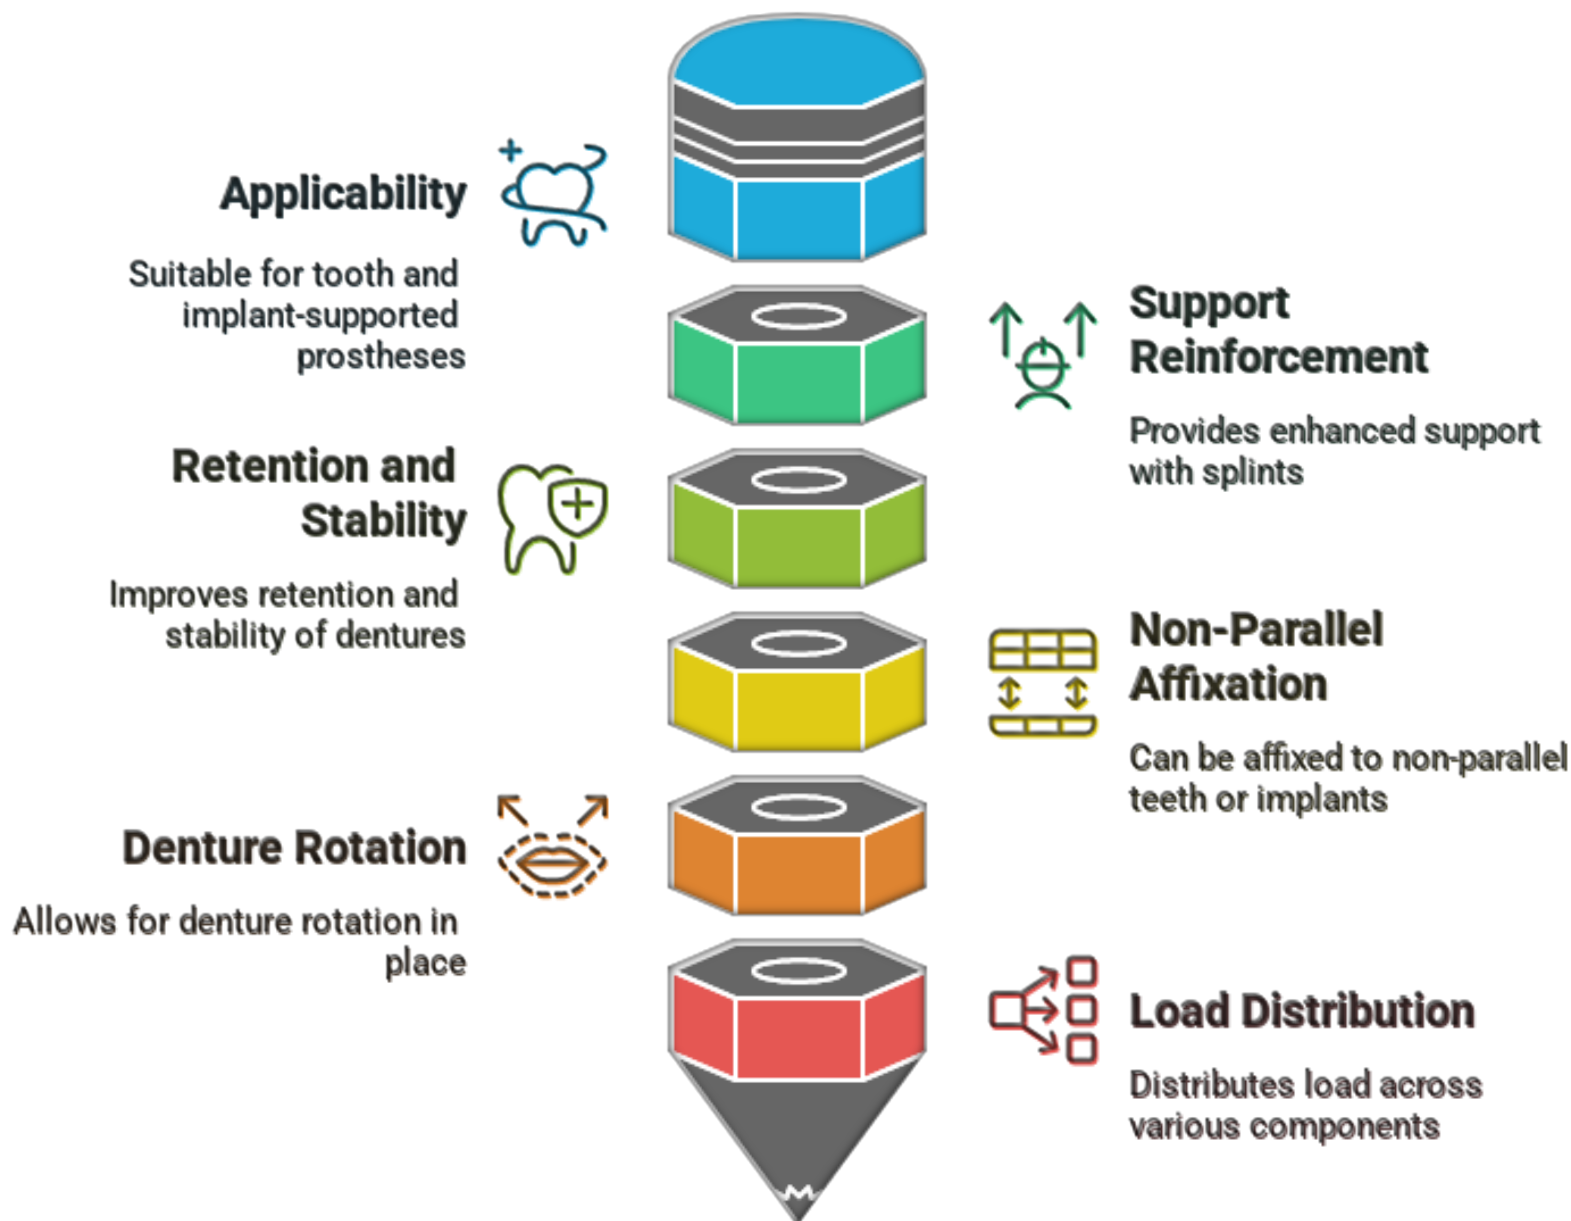 Applicability
Suitable for tooth and
implant-supported
prostheses
Support
Reinforcement
Provides enhanced support
with splints
Retention and
Stability
Improves retention and
stability of dentures
Non-Parallel
Affixation
Can be affixed to non-parallel
teeth or implants
Denture Rotation
Allows for denture rotation in
place
Load Distribution
Distributes load across
various components